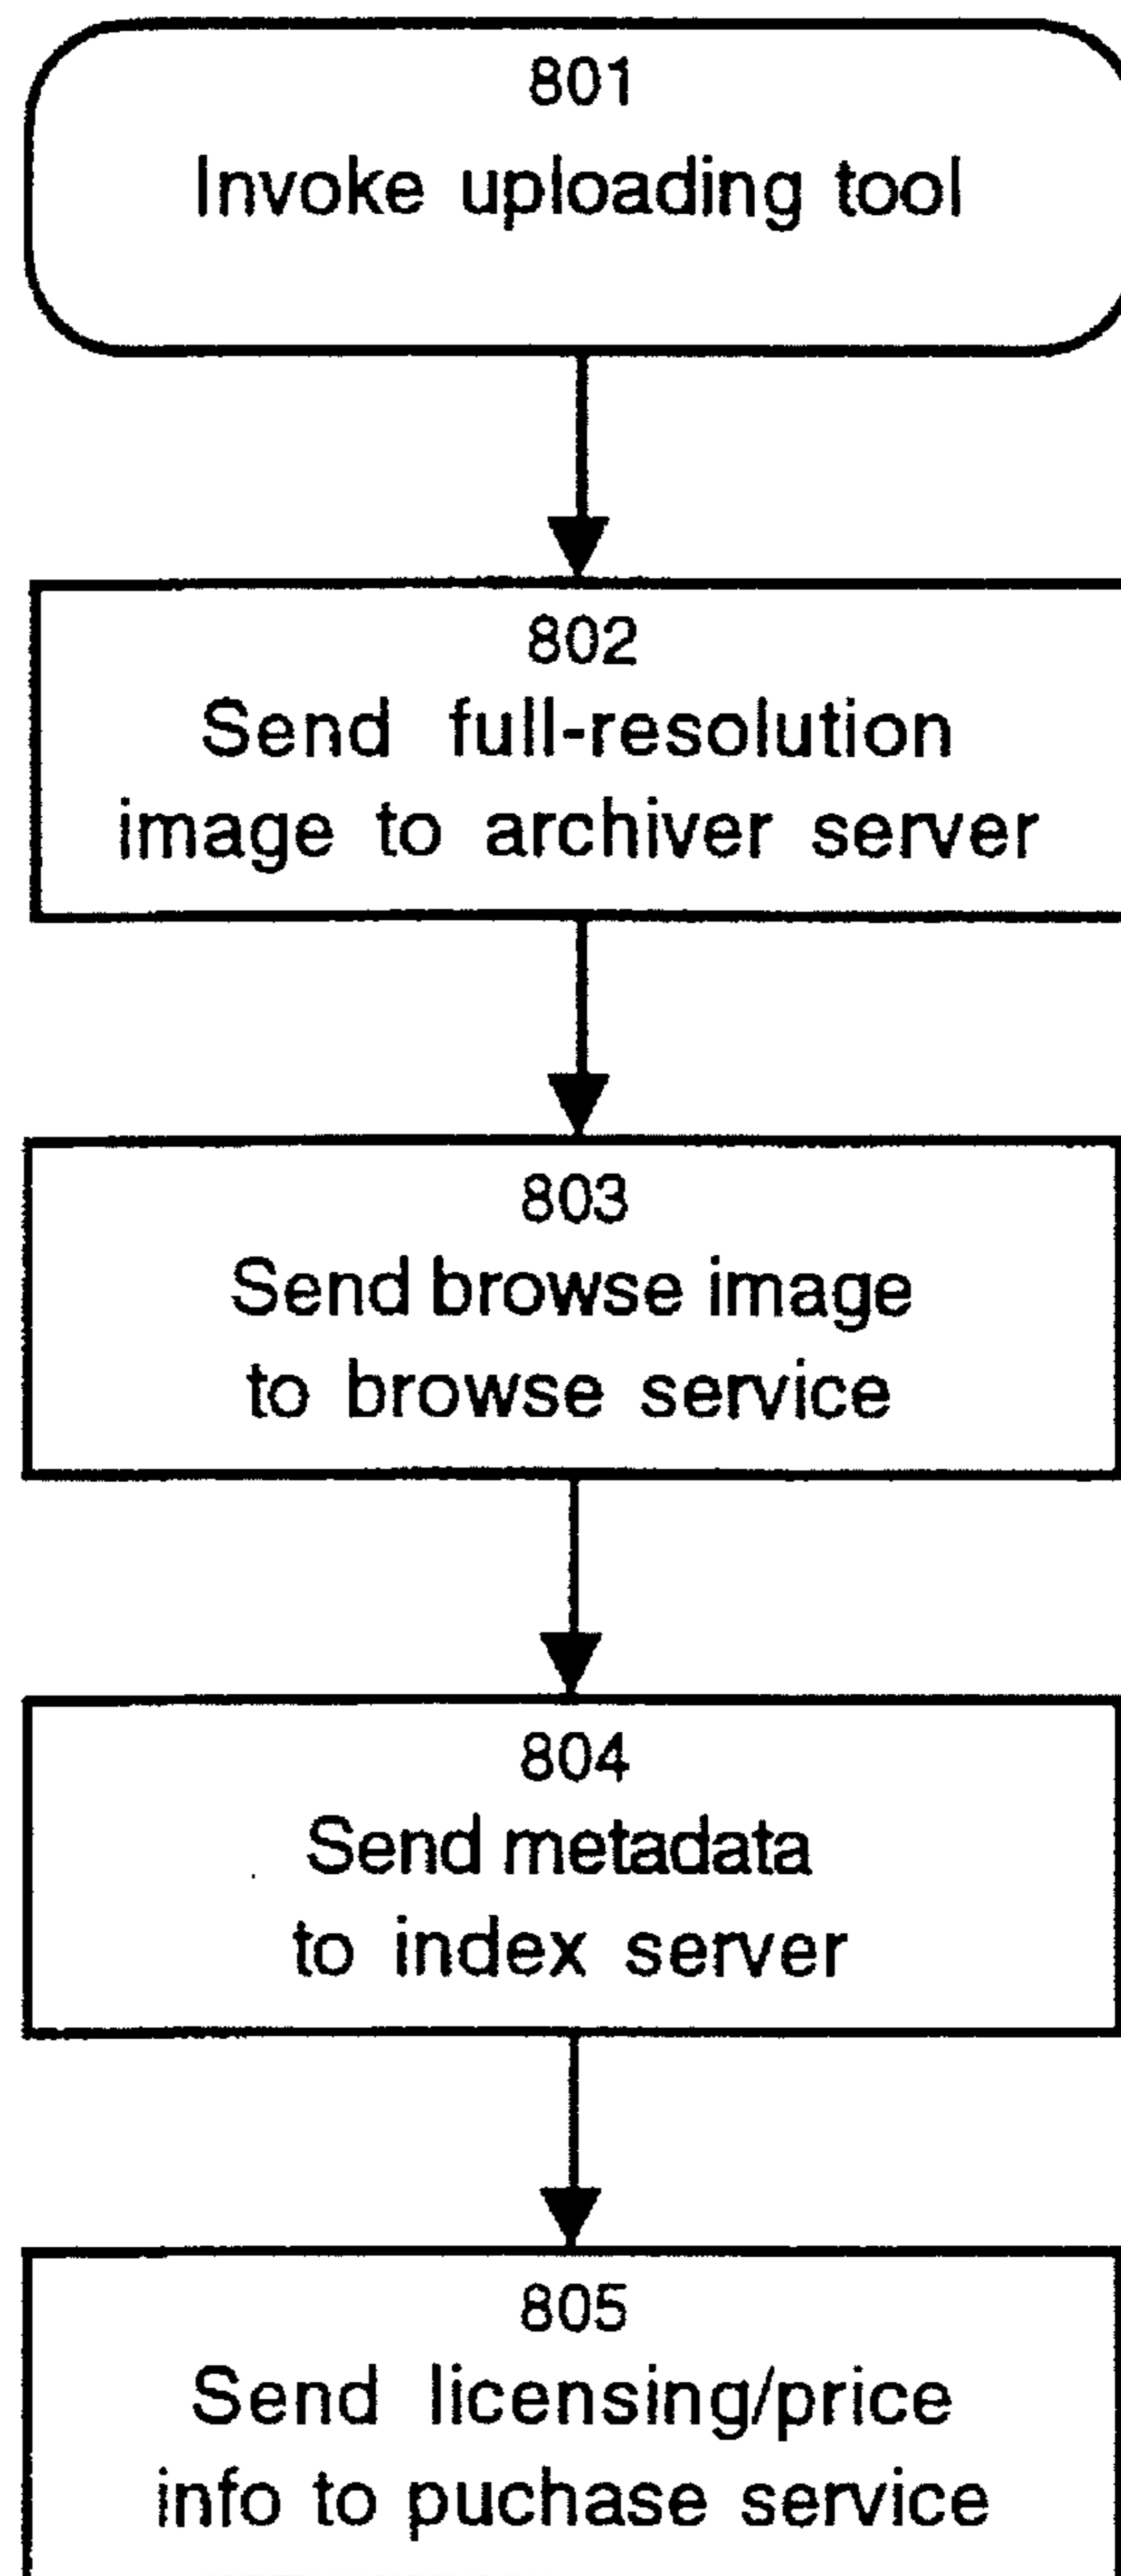 801
Invoke uploading tool
802
Send full-resolution
image to archiver server
803
Send browse image
to browse service
804
Send metadata
to index server
805
Send licensing/price
info to puchase service